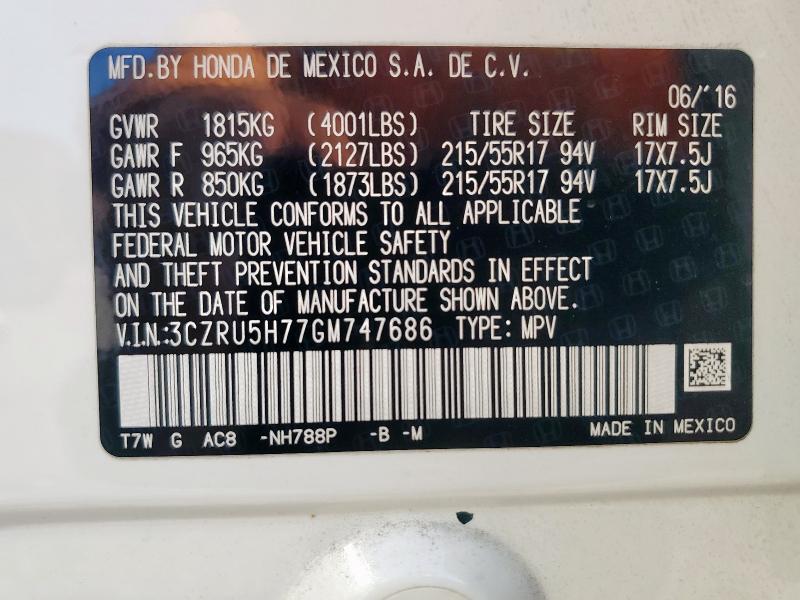 MFD.BY HONDA DE MEXICO S.A. DE C.V.
06/'16
GVWR 1815KG (4001LBS) TIRE SIZE RIM SIZE
GAWR F 965KG (2127LBS) 215/55R17 94V 17X7.5J
GAWR R 850KG (1873LBS) 215/55R17 94V 17X7.5J
THIS VEHICLE CONFORMS TO ALL APPLICABLE
FEDERAL MOTOR VEHICLE SAFETY
AND THEFT PREVENTION STANDARDS IN EFFECT
ON THE DATE OF MANUFACTURE SHOWN ABOVE.
V.I.N.:3CZRU5H77GM747686 TYPE: MPV
T7W G AC8 -NH788P -B -M MADE IN MEXICO